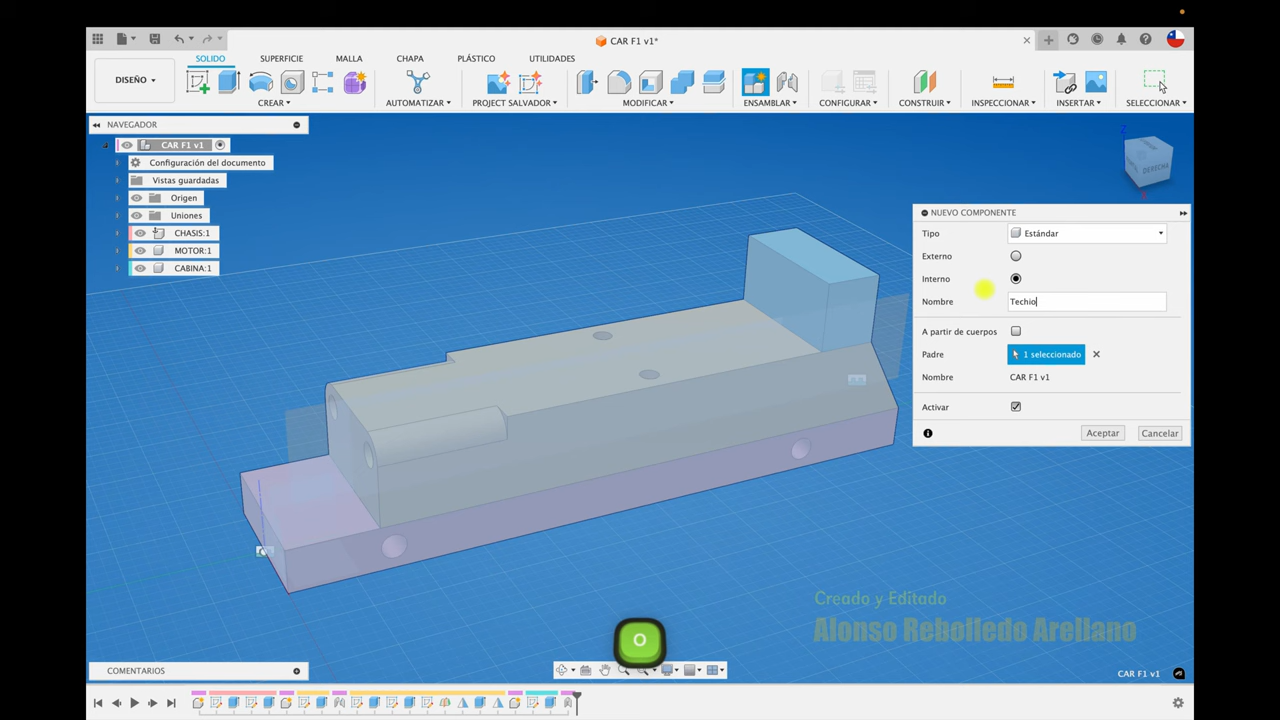 CAR F1 v1*
SOLIDO
SUPERFICIE
MALLA
CHAPA
PLÁSTICO
UTILIDADES
DISEÑO
CREAR
AUTOMATIZAR
PROJECT SALVADOR
MODIFICAR
ENSAMBLAR
CONFIGURAR
CONSTRUIR
INSPECCIONAR
INSERTAR
SELECCIONAR
NAVEGADOR
CAR F1 v1
Configuración del documento
Vistas guardadas
Origen
Uniones
CHASIS:1
MOTOR:1
CABINA:1
Z
DERECHA
NUEVO COMPONENTE
Tipo
Estándar
Externo
Interno
Nombre
Techio
A partir de cuerpos
Padre
1 seleccionado
Nombre
CAR F1 v1
Activar
Aceptar
Cancelar
Creado y Editado
Alonso Rebolledo Arellano
O
COMENTARIOS
CAR F1 v1